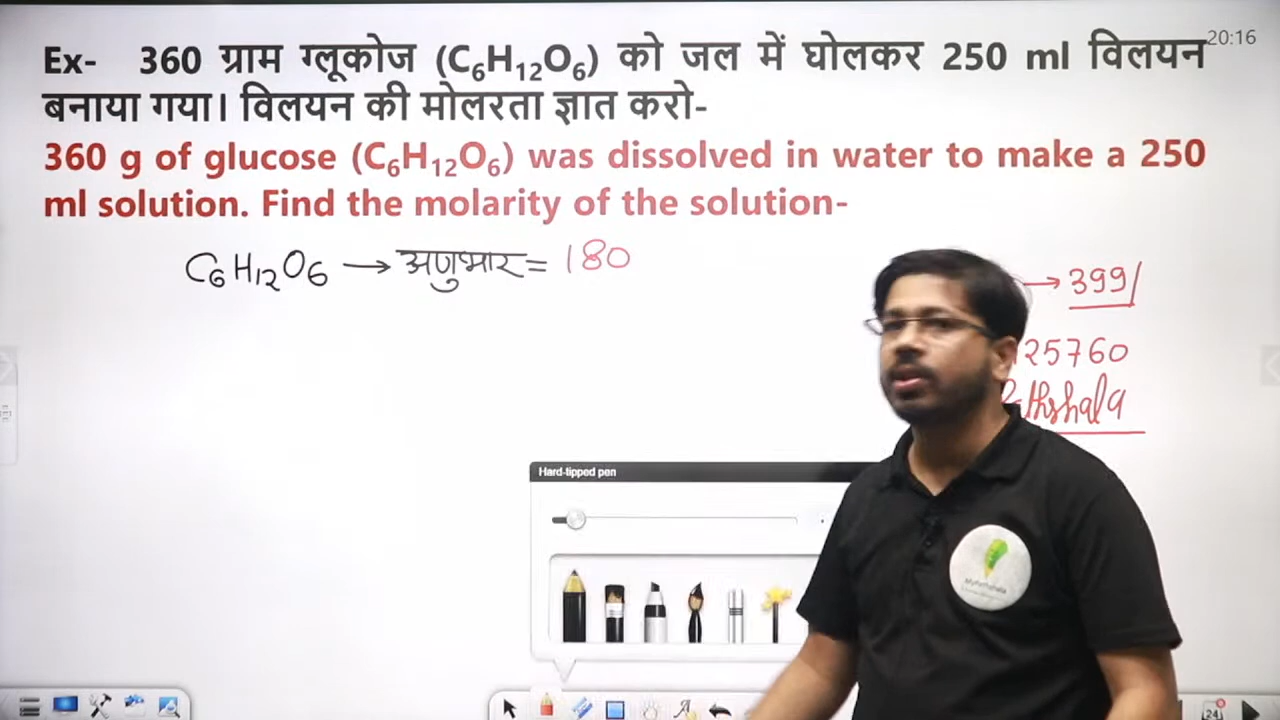 20:16
Ex- 360 ग्राम ग्लूकोज (C₆H₁₂O₆) को जल में घोलकर 250 ml विलयन
बनाया गया। विलयन की मोलरता ज्ञात करो-
360 g of glucose (C₆H₁₂O₆) was dissolved in water to make a 250
ml solution. Find the molarity of the solution-
C₆H₁₂O₆ → अणुभार = 180
→ 399/
25760
athshala
Hard-tipped pen
24